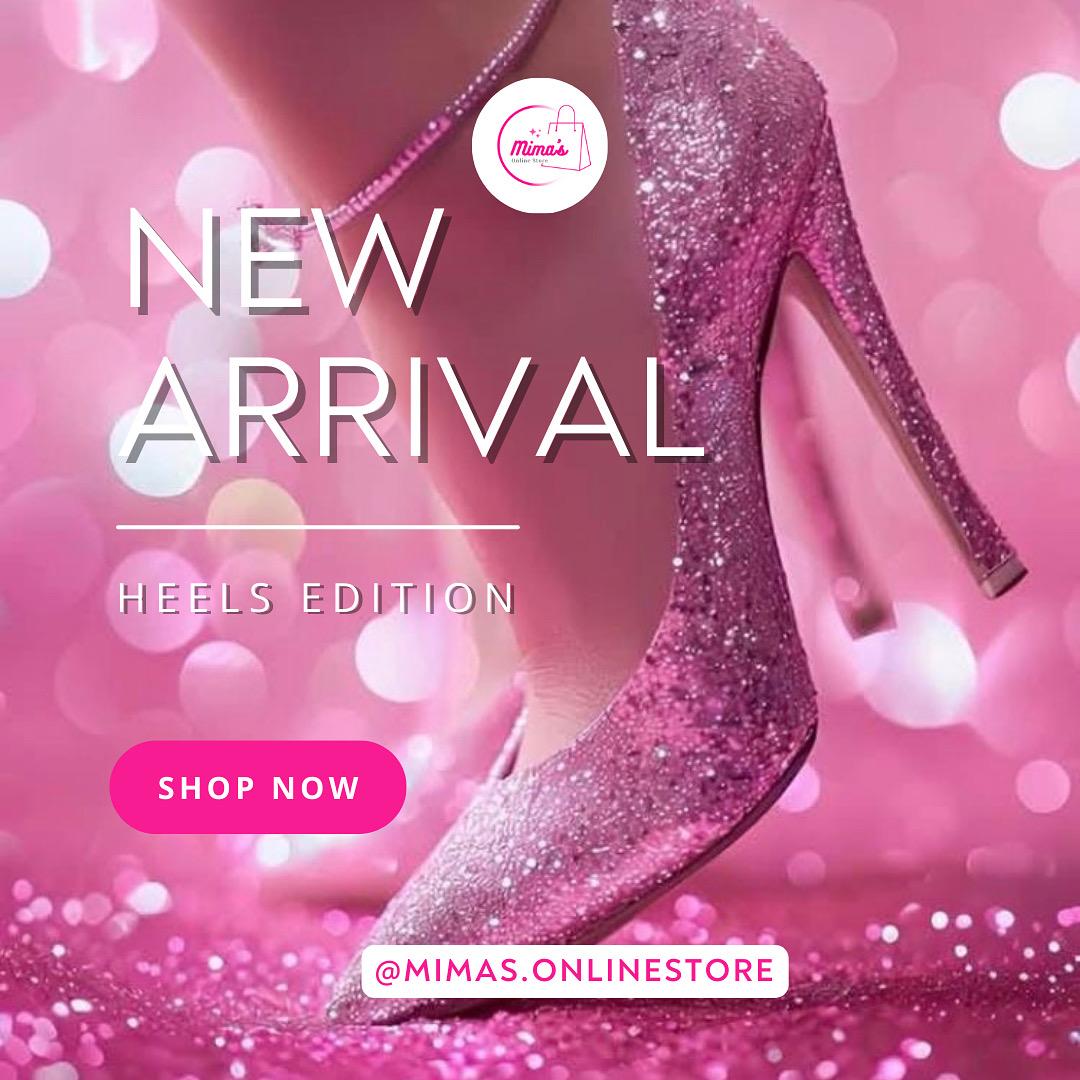 Mima's
Online Store
NEW
ARRIVAL
HEELS EDITION
SHOP NOW
@MIMAS.ONLINESTORE